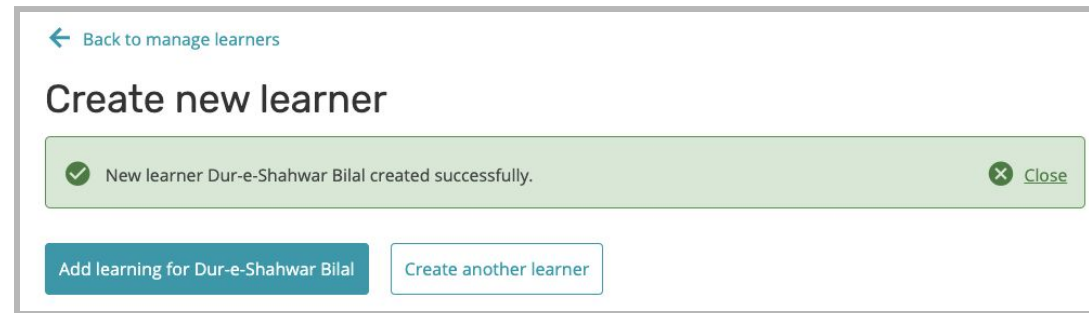 Back to manage learners
Create new learner
New learner Dur-e-Shahwar Bilal created successfully. Close
Add learning for Dur-e-Shahwar Bilal Create another learner